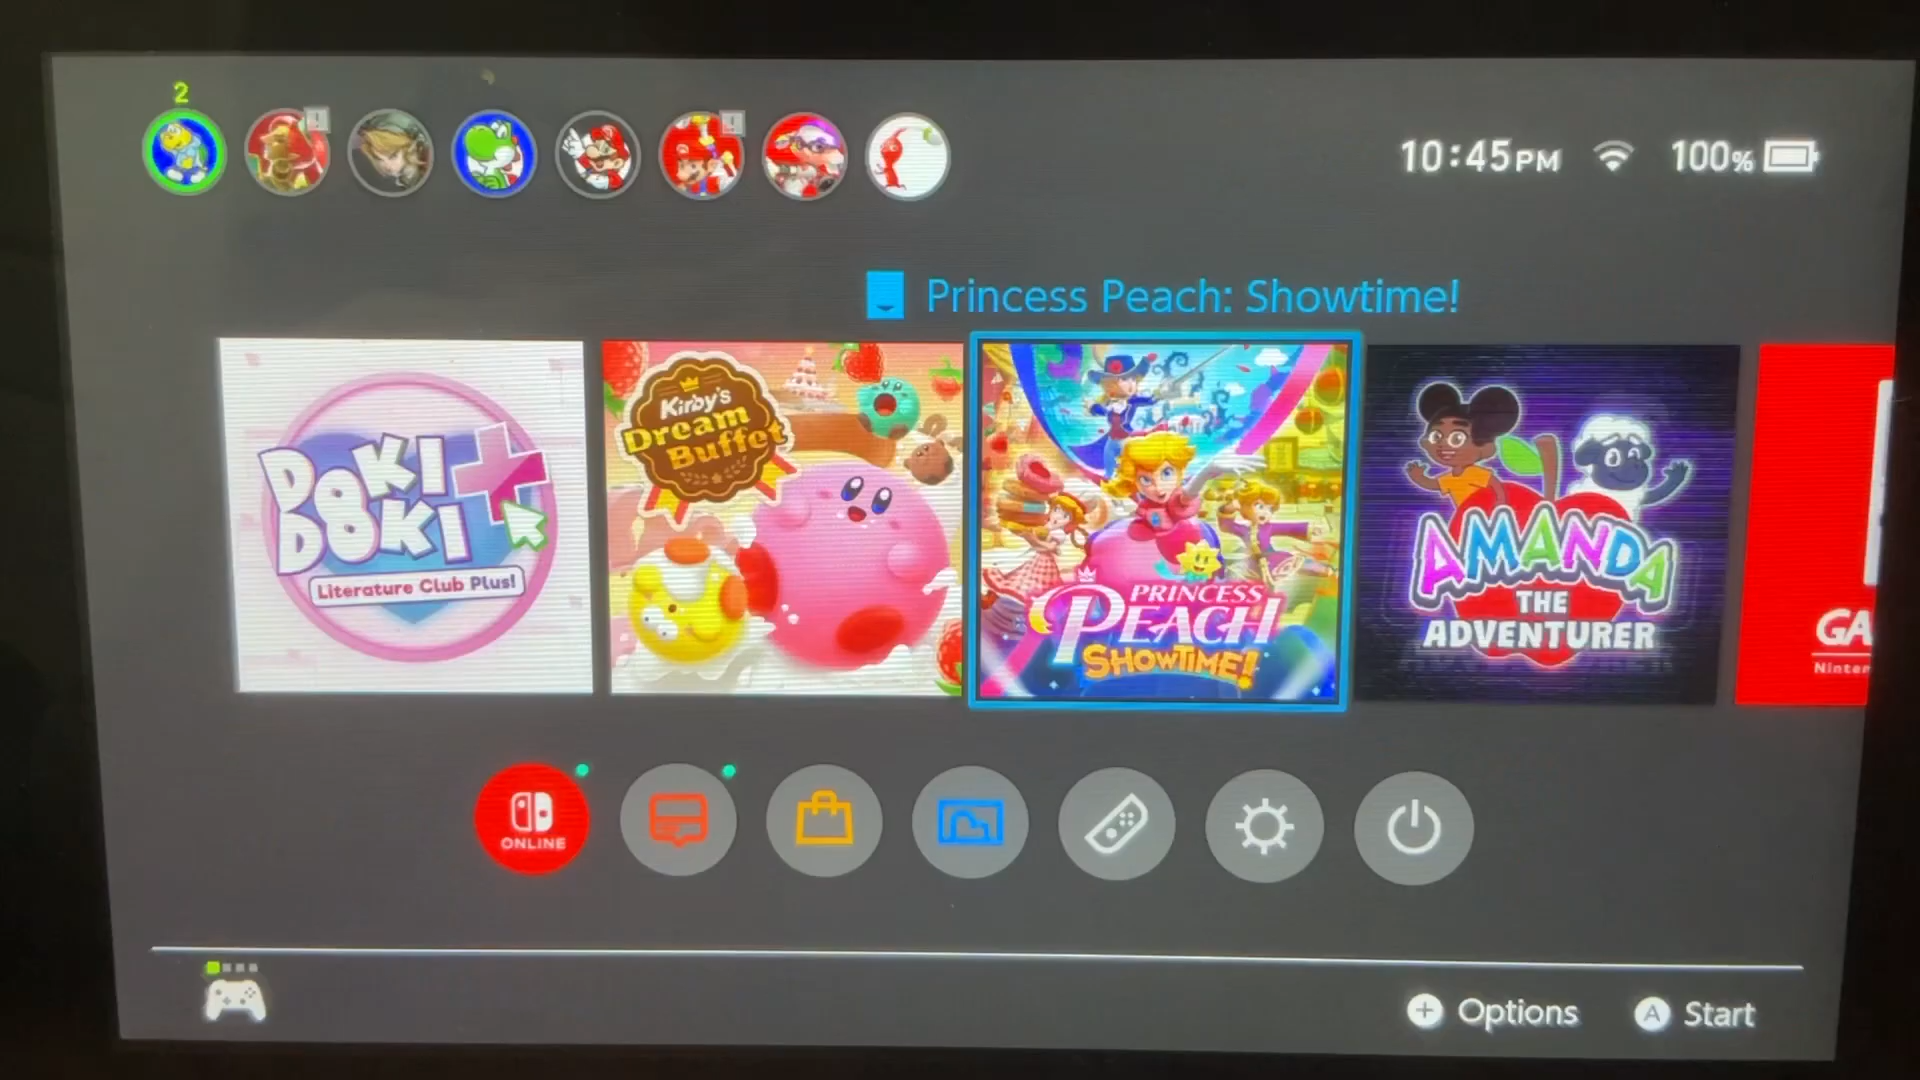 2
10:45PM
100%
Princess Peach: Showtime!
DOKI
DOKI
Literature Club Plus!
Kirby's
Dream
Buffet
PRINCESS
PEACH
SHOWTIME!
AMANDA
THE
ADVENTURER
GA
Ninten
ONLINE
Options
A Start